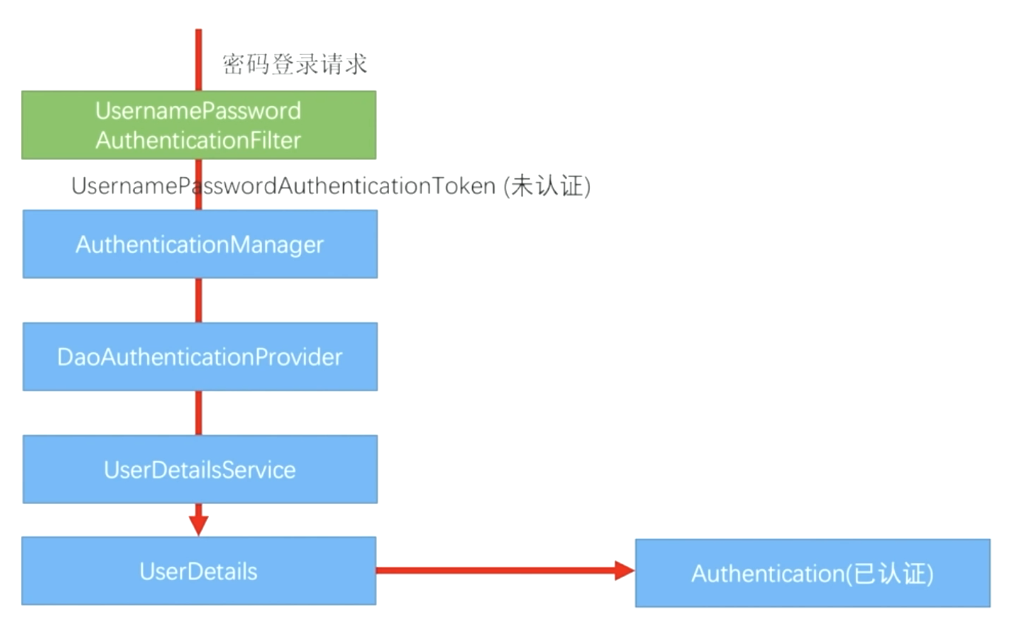 密码登录请求
UsernamePassword
AuthenticationFilter
UsernamePasswordAuthenticationToken (未认证)
AuthenticationManager
DaoAuthenticationProvider
UserDetailsService
UserDetails
Authentication(已认证)